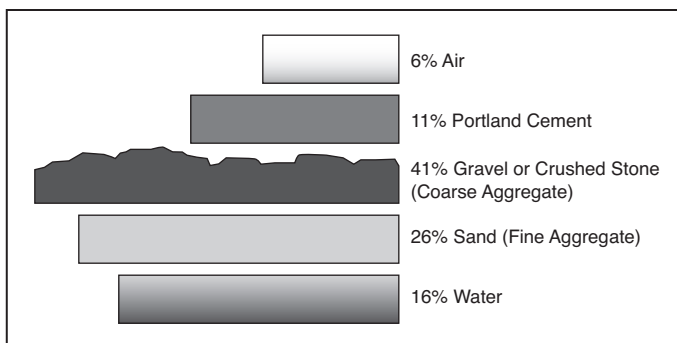 6% Air
11% Portland Cement
41% Gravel or Crushed Stone
(Coarse Aggregate)
26% Sand (Fine Aggregate)
16% Water